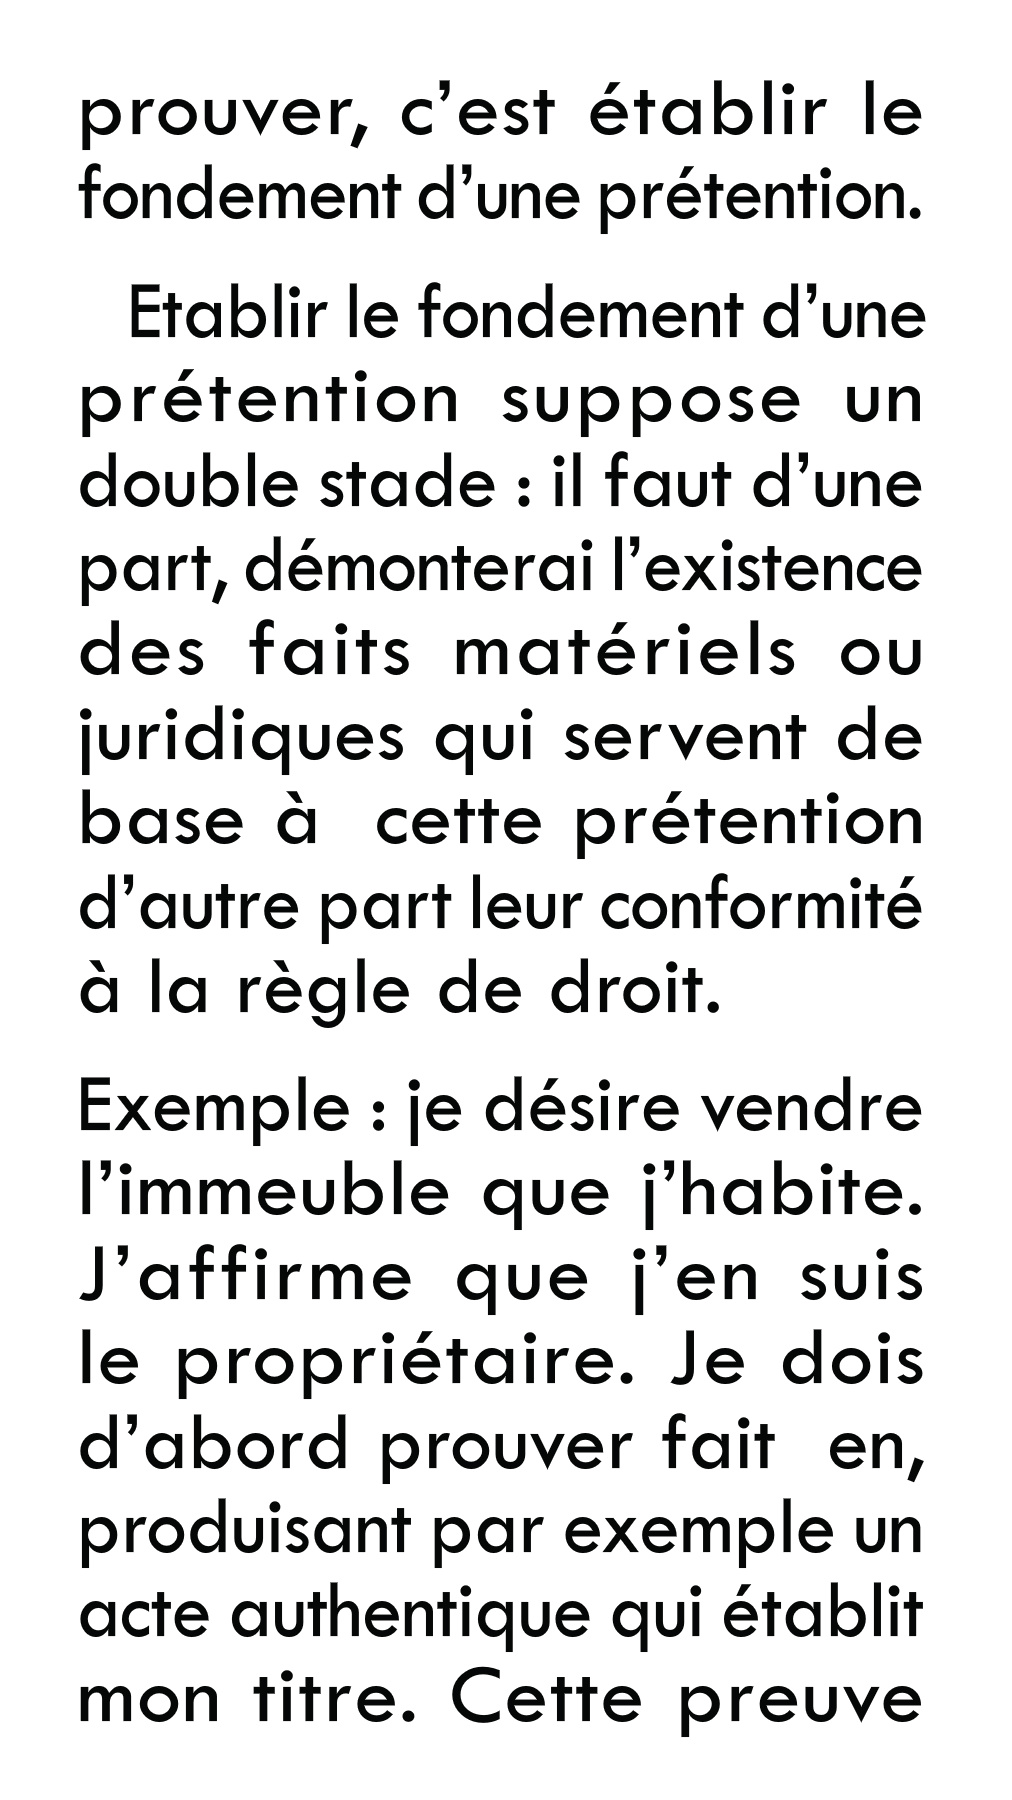 prouver, c’est établir le
fondement d’une prétention.
Etablir le fondement d’une
prétention suppose un
double stade : il faut d’une
part, démonterai l’existence
des faits matériels ou
juridiques qui servent de
base à cette prétention
d’autre part leur conformité
à la règle de droit.
Exemple : je désire vendre
l’immeuble que j’habite.
J’affirme que j’en suis
le propriétaire. Je dois
d’abord prouver fait en,
produisant par exemple un
acte authentique qui établit
mon titre. Cette preuve